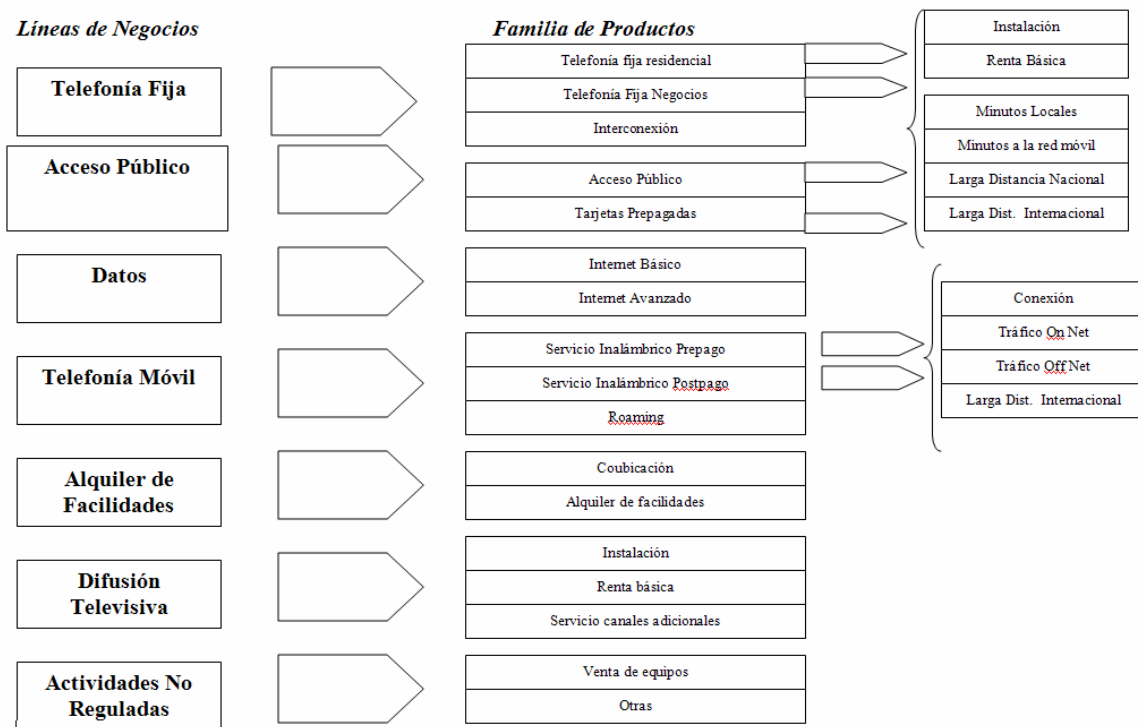 Líneas de Negocios
Familia de Productos
Telefonía Fija
Telefonía fija residencial
Telefonía Fija Negocios
Interconexión
Instalación
Renta Básica
Minutos Locales
Minutos a la red móvil
Larga Distancia Nacional
Larga Dist. Internacional
Acceso Público
Acceso Público
Tarjetas Prepagadas
Datos
Internet Básico
Internet Avanzado
Telefonía Móvil
Servicio Inalámbrico Prepago
Servicio Inalámbrico Postpago
Roaming
Conexión
Tráfico On Net
Tráfico Off Net
Larga Dist. Internacional
Alquiler de
Facilidades
Coubicación
Alquiler de facilidades
Difusión
Televisiva
Instalación
Renta básica
Servicio canales adicionales
Actividades No
Reguladas
Venta de equipos
Otras